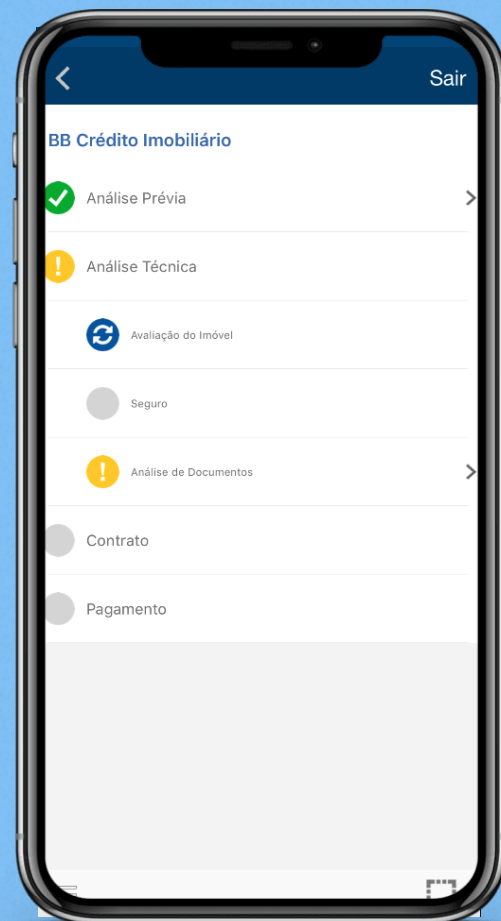 Sair
BB Crédito Imobiliário
Análise Prévia
Análise Técnica
Avaliação do Imóvel
Seguro
Análise de Documentos
Contrato
Pagamento